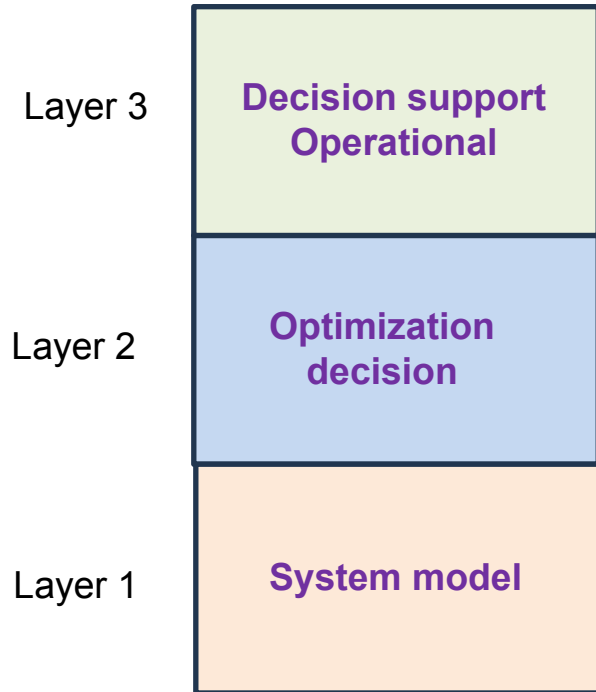 Layer 3
Decision support
Operational
Layer 2
Optimization
decision
Layer 1
System model